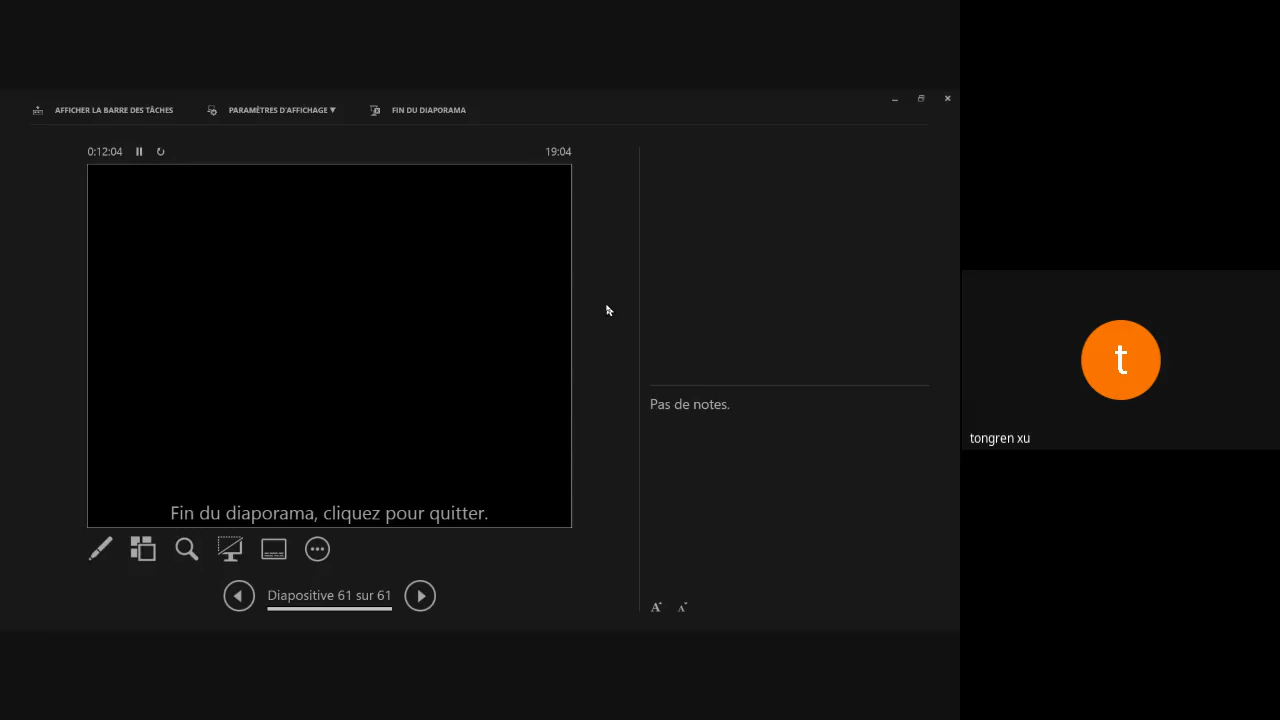 AFFICHER LA BARRE DES TÂCHES
PARAMÈTRES D'AFFICHAGE ▼
FIN DU DIAPORAMA
0:12:04
19:04
Fin du diaporama, cliquez pour quitter.
Diapositive 61 sur 61
Pas de notes.
A A
t
tongren xu